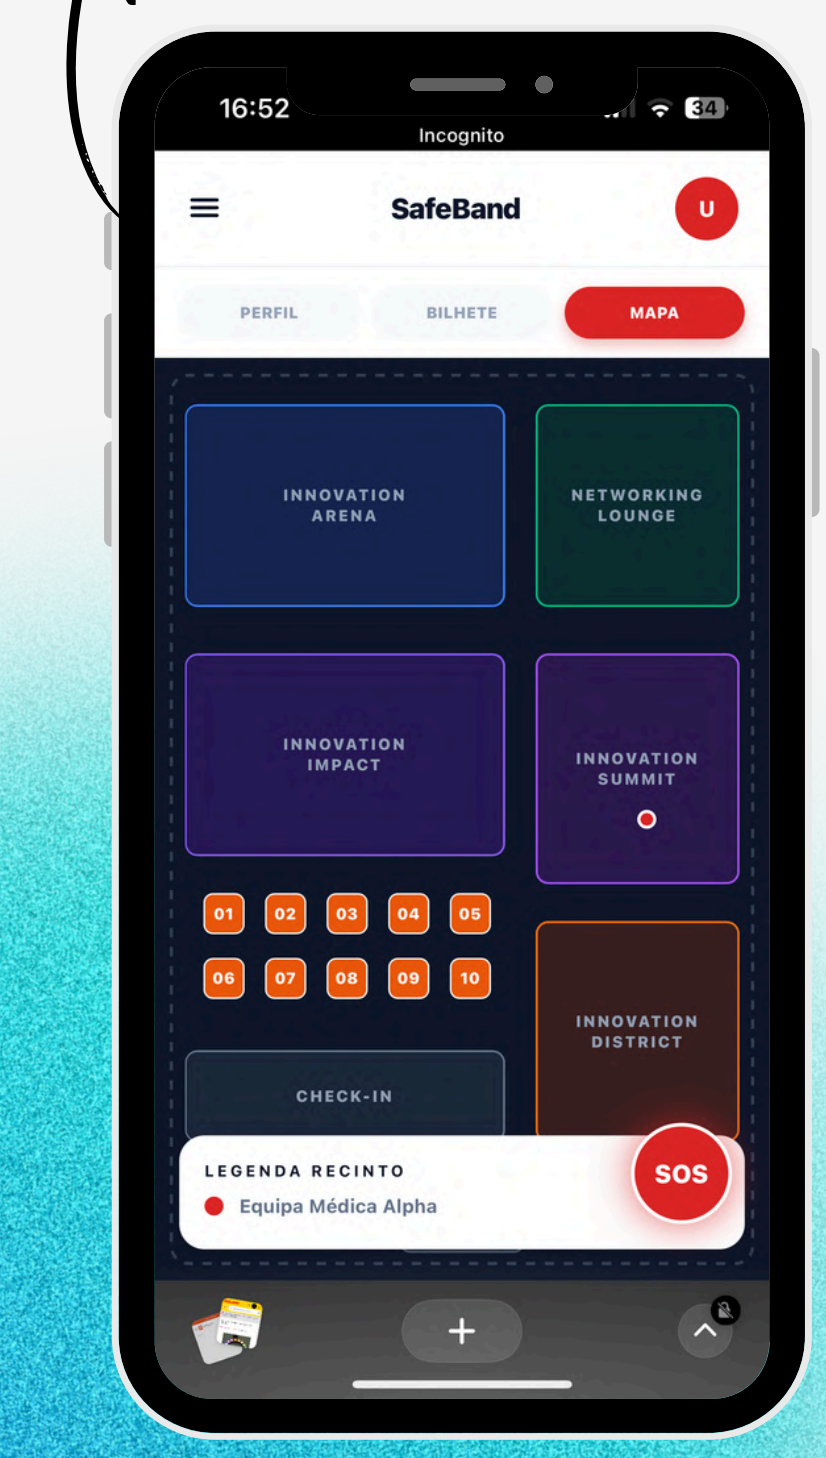 16:52
34
Incognito
SafeBand
U
PERFIL
BILHETE
MAPA
INNOVATION
ARENA
NETWORKING
LOUNGE
INNOVATION
IMPACT
INNOVATION
SUMMIT
01 02 03 04 05
06 07 08 09 10
INNOVATION
DISTRICT
CHECK-IN
LEGENDA RECINTO
Equipa Médica Alpha
SOS